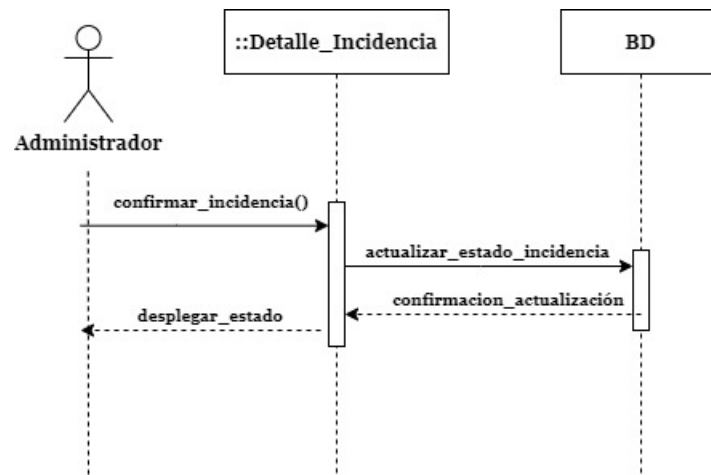 ::Detalle_Incidencia
BD
Administrador
confirmar_incidencia()
actualizar_estado_incidencia
confirmacion_actualización
desplegar_estado